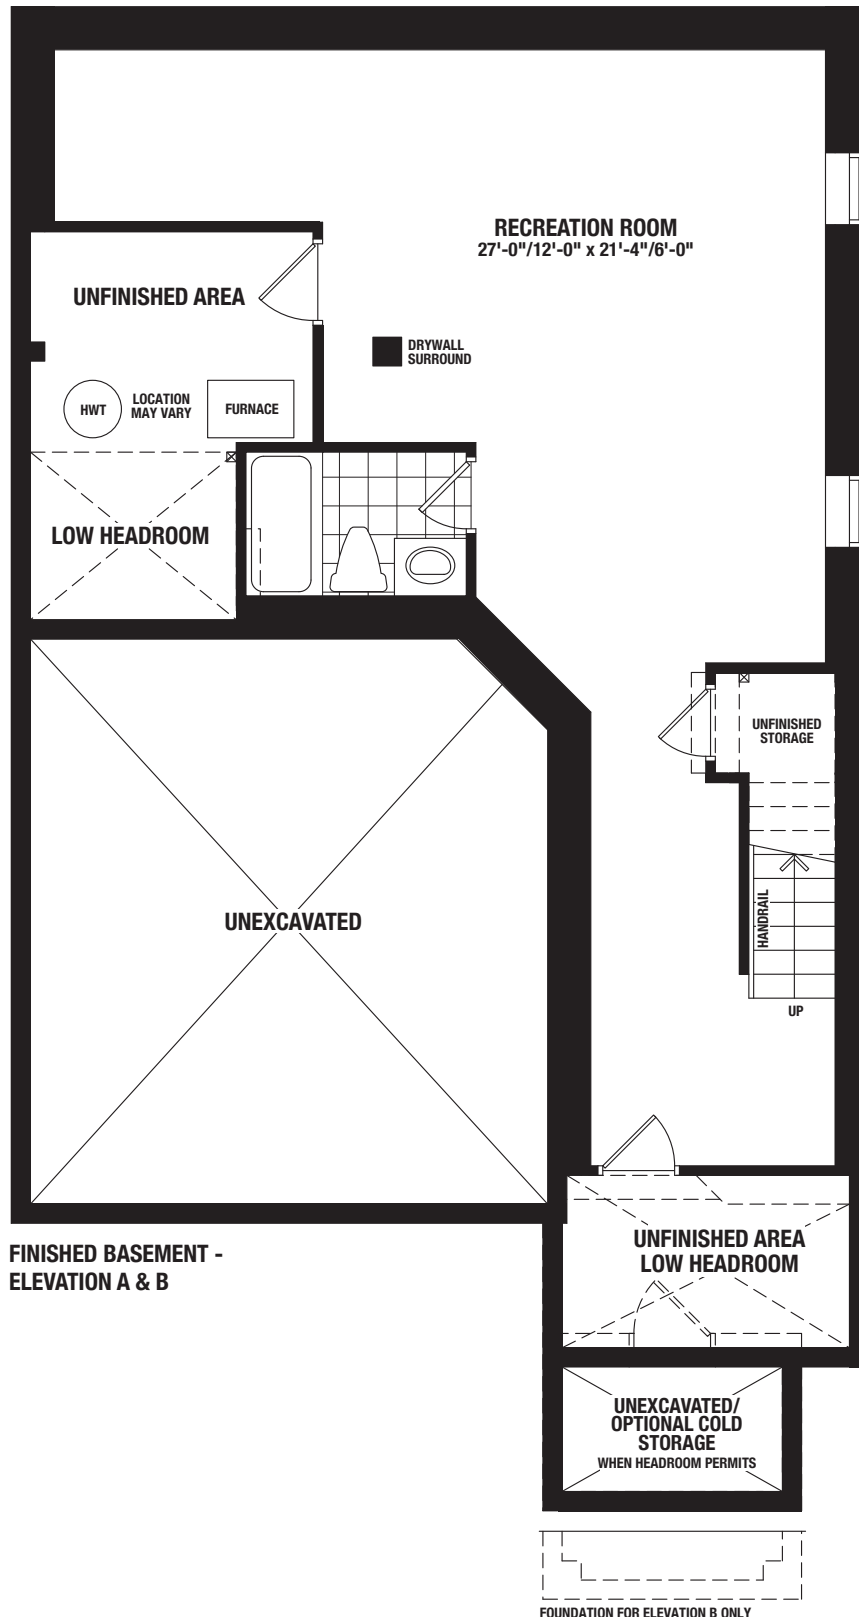 RECREATION ROOM
27'-0"/12'-0" x 21'-4"/6'-0"
UNFINISHED AREA
DRYWALL
SURROUND
HWT
LOCATION
MAY VARY
FURNACE
LOW HEADROOM
UNFINISHED
STORAGE
UNEXCAVATED
HANDRAIL
UP
FINISHED BASEMENT -
ELEVATION A & B
UNFINISHED AREA
LOW HEADROOM
UNEXCAVATED/
OPTIONAL COLD
STORAGE
WHEN HEADROOM PERMITS
FOUNDATION FOR ELEVATION B ONLY